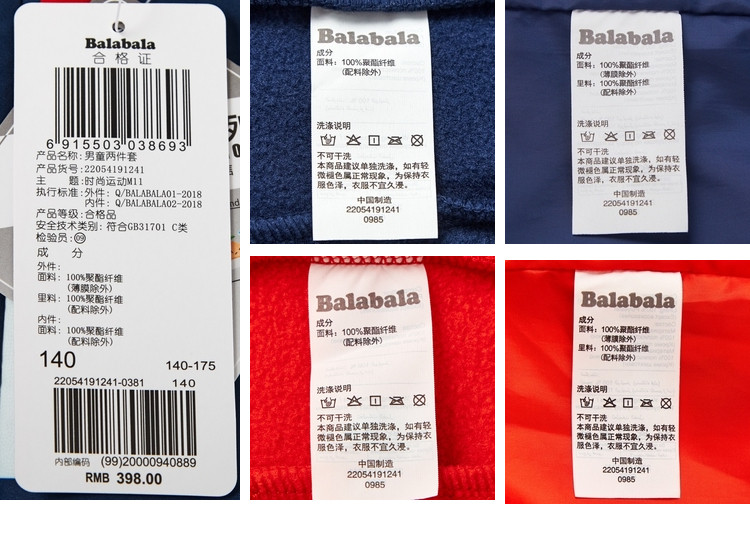 Balabala
合格证
6 915503 038693
产品名称: 男童两件套
产品货号: 22054191241
主 题: 时尚运动M11
执行标准: 外件: Q/BALABALA01-2018
内件: Q/BALABALA02-2018
产品等级: 合格品
安全技术类别: 符合GB31701 C类
检验员: 09
成 分
外件:
面料: 100%聚酯纤维
(薄膜除外)
里料: 100%聚酯纤维
(配料除外)
内件:
面料: 100%聚酯纤维
(配料除外)
140 140-175
22054191241-0381 140
内部编码 (99)20000940889
RMB 398.00
Balabala
成分
面料: 100%聚酯纤维
(配料除外)
洗涤说明
不可干洗
本商品建议单独洗涤, 如有轻
微褪色属正常现象, 为保持衣
服色泽, 衣服不宜久浸。
中国制造
22054191241
0985
Balabala
成分
面料: 100%聚酯纤维
(薄膜除外)
里料: 100%聚酯纤维
(配料除外)
洗涤说明
不可干洗
本商品建议单独洗涤, 如有轻
微褪色属正常现象, 为保持衣
服色泽, 衣服不宜久浸。
中国制造
22054191241
0985
Balabala
成分
面料: 100%聚酯纤维
(配料除外)
洗涤说明
不可干洗
本商品建议单独洗涤, 如有轻
微褪色属正常现象, 为保持衣
服色泽, 衣服不宜久浸。
中国制造
22054191241
0985
Balabala
成分
面料: 100%聚酯纤维
(薄膜除外)
里料: 100%聚酯纤维
(配料除外)
洗涤说明
不可干洗
本商品建议单独洗涤, 如有轻
微褪色属正常现象, 为保持衣
服色泽, 衣服不宜久浸。
中国制造
22054191241
0985